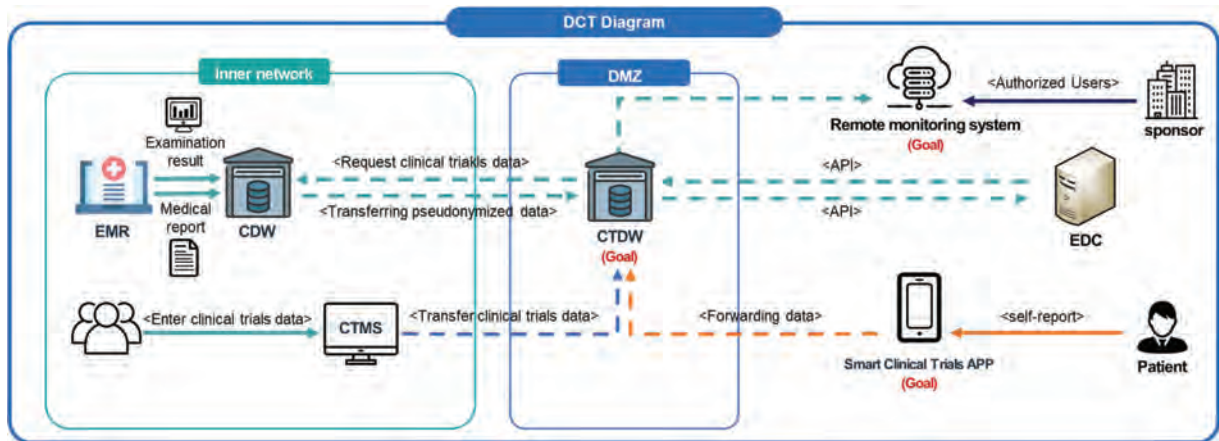 DCT Diagram
Inner network
DMZ
Examination
result
Medical
report
EMR
CDW
<Request clinical triakls data>
<Transferring pseudonymized data>
CTDW
(Goal)
Remote monitoring system
(Goal)
<Authorized Users>
sponsor
<API>
<API>
EDC
<Enter clinical trials data>
CTMS
<Transfer clinical trials data>
<Forwarding data>
Smart Clinical Trials APP
(Goal)
<self-report>
Patient